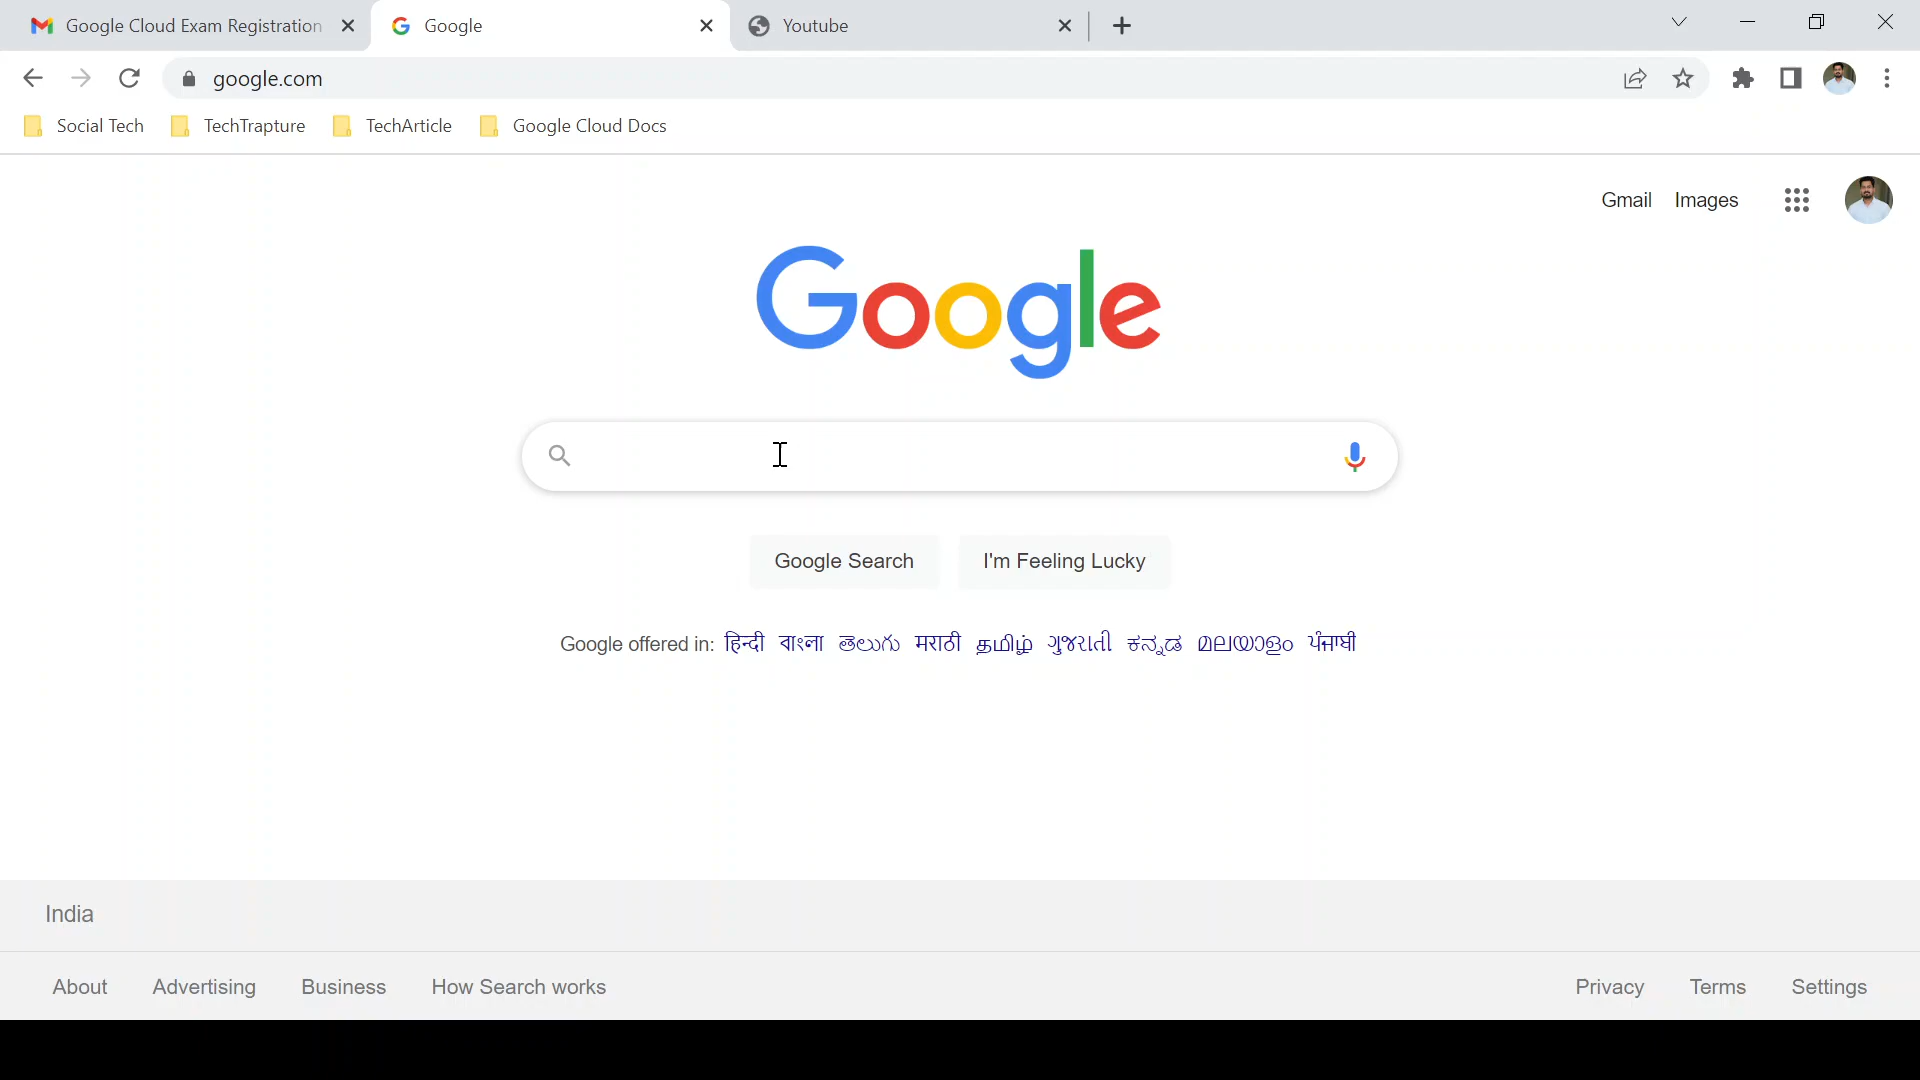 Google Cloud Exam Registration
Google
Youtube
google.com
Social Tech
TechTrapture
TechArticle
Google Cloud Docs
Gmail
Images
Google
Google Search
I'm Feeling Lucky
Google offered in: हिन्दी বাংলা తెలుగు मराठी தமிழ் ગુજરાતી ಕನ್ನಡ മലയാളം ਪੰਜਾਬੀ
India
About
Advertising
Business
How Search works
Privacy
Terms
Settings